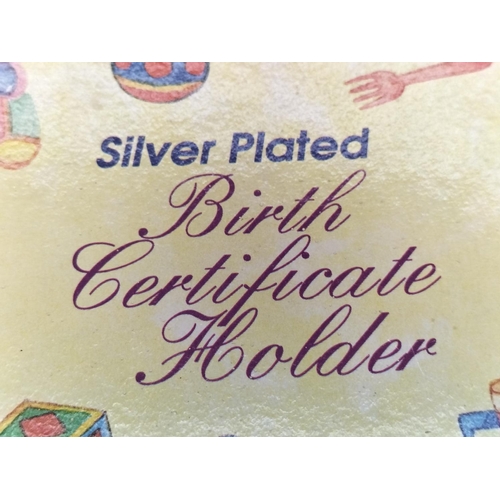 Silver Plated
Birth
Certificate
Holder